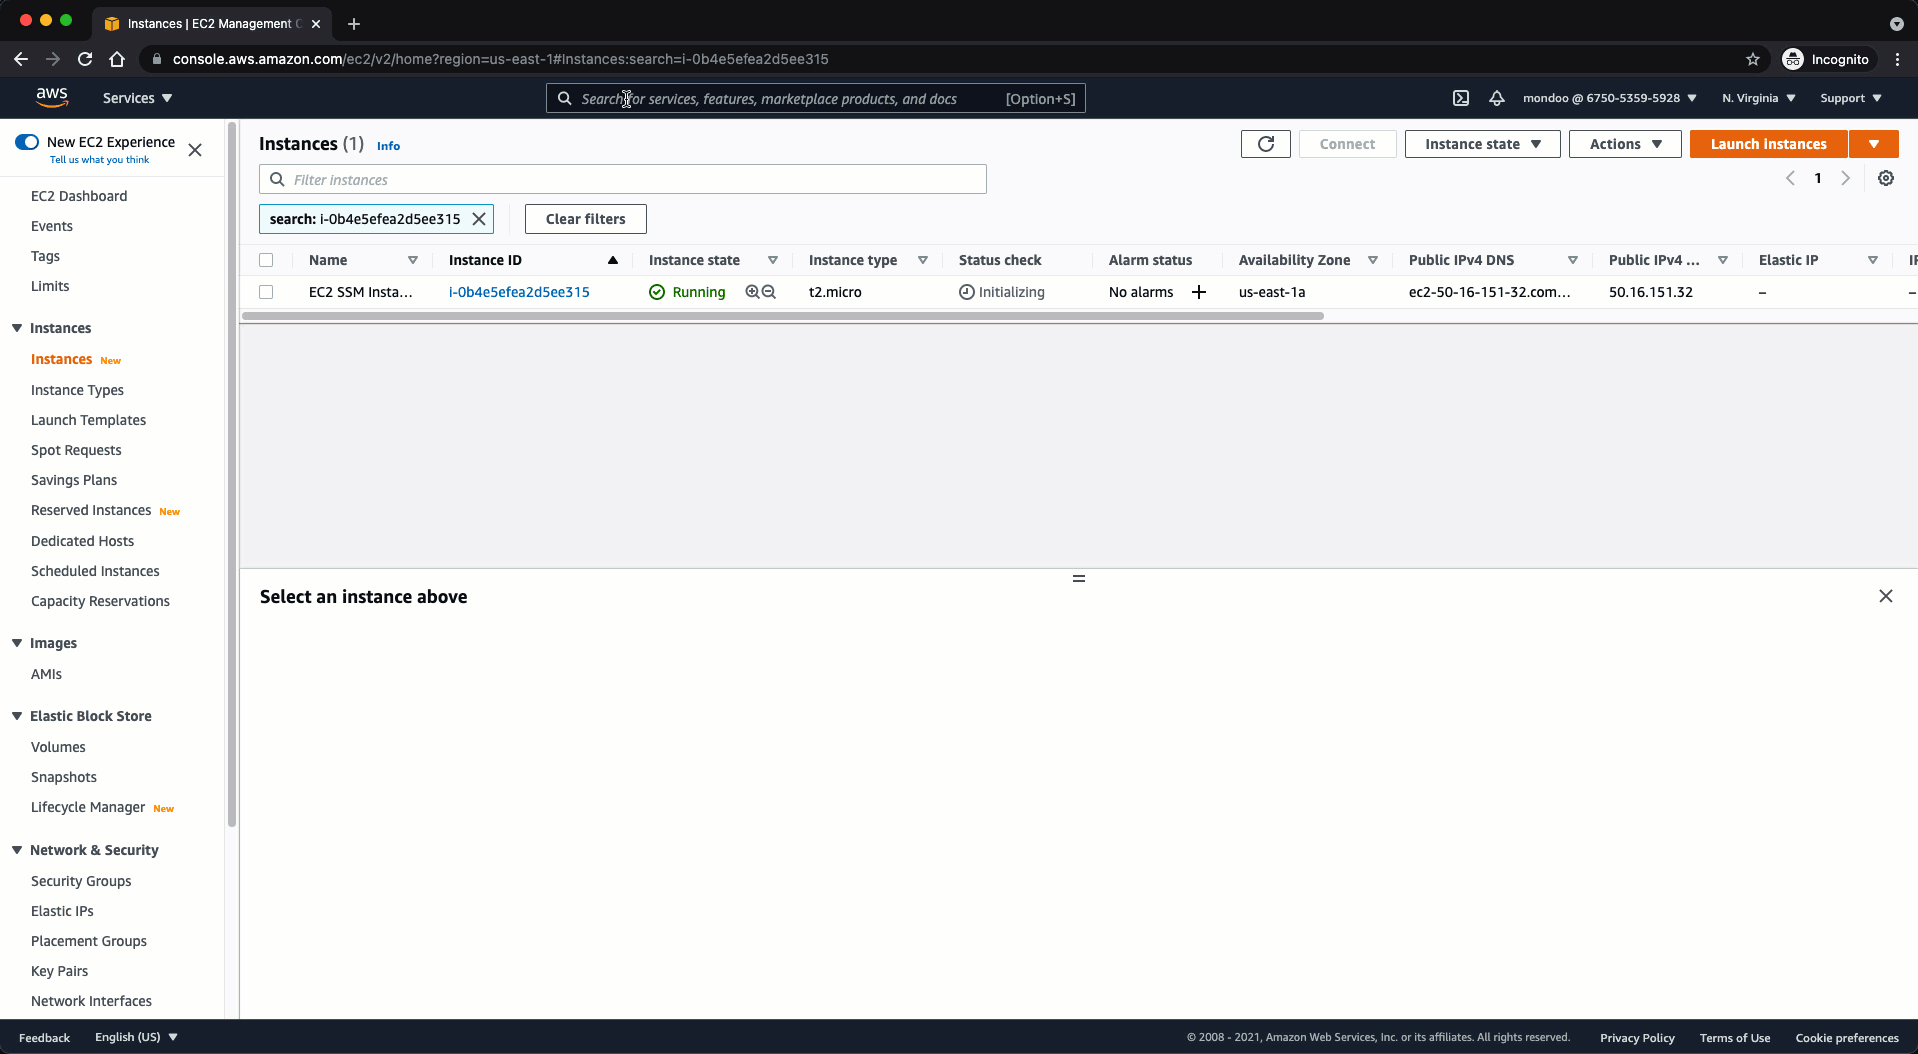 Instances | EC2 Management C
console.aws.amazon.com/ec2/v2/home?region=us-east-1#Instances:search=i-0b4e5efea2d5ee315
Incognito
aws
Services
Search for services, features, marketplace products, and docs [Option+S]
mondoo @ 6750-5359-5928
N. Virginia
Support
New EC2 Experience
Tell us what you think
EC2 Dashboard
Events
Tags
Limits
Instances
Instances New
Instance Types
Launch Templates
Spot Requests
Savings Plans
Reserved Instances New
Dedicated Hosts
Scheduled Instances
Capacity Reservations
Images
AMIs
Elastic Block Store
Volumes
Snapshots
Lifecycle Manager New
Network & Security
Security Groups
Elastic IPs
Placement Groups
Key Pairs
Network Interfaces
Instances (1) Info
Connect
Instance state
Actions
Launch instances
Filter instances
1
search: i-0b4e5efea2d5ee315
Clear filters
Name Instance ID Instance state Instance type Status check Alarm status Availability Zone Public IPv4 DNS Public IPv4 ... Elastic IP IP
EC2 SSM Insta... i-0b4e5efea2d5ee315 Running t2.micro Initializing No alarms + us-east-1a ec2-50-16-151-32.com... 50.16.151.32 – –
Select an instance above
Feedback
English (US)
© 2008 - 2021, Amazon Web Services, Inc. or its affiliates. All rights reserved.
Privacy Policy
Terms of Use
Cookie preferences